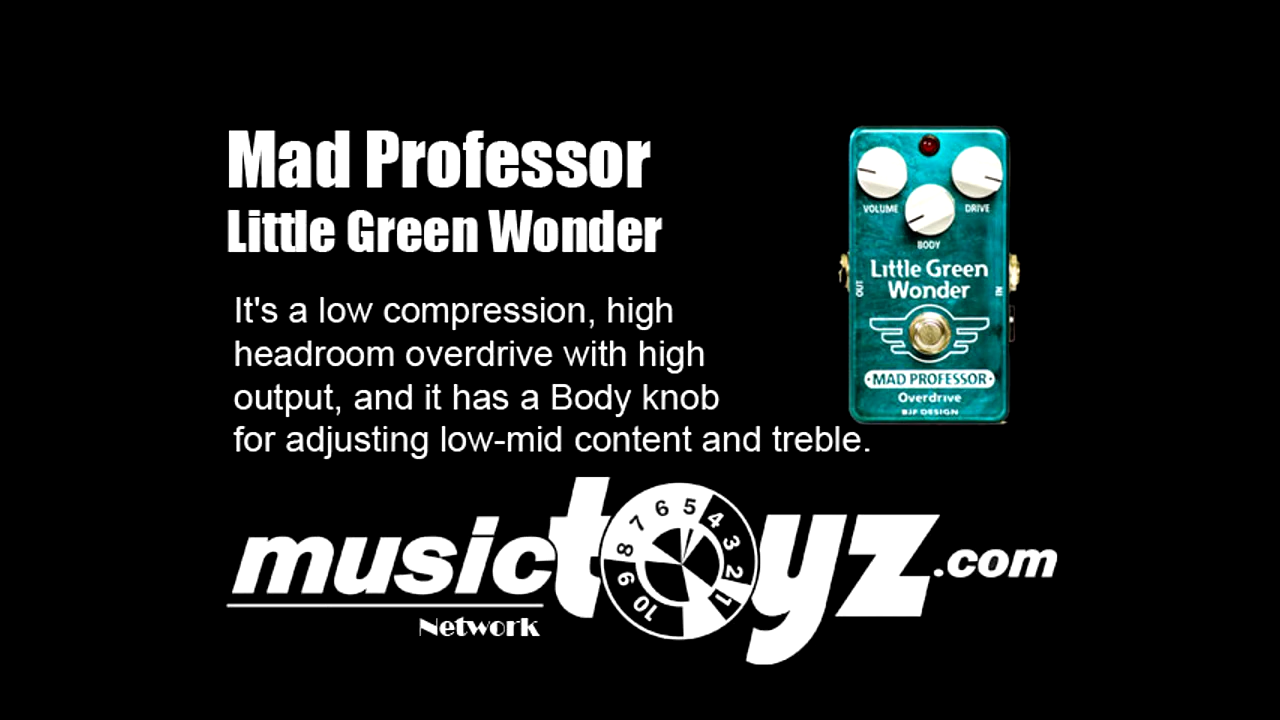 Mad Professor
Little Green Wonder
It's a low compression, high
headroom overdrive with high
output, and it has a Body knob
for adjusting low-mid content and treble.
VOLUME DRIVE
BODY
Little Green
Wonder
OUT IN
MAD PROFESSOR
Overdrive
BJF DESIGN
musictoyz.com
1 2 3 4 5 6 7 8 9 10
Network